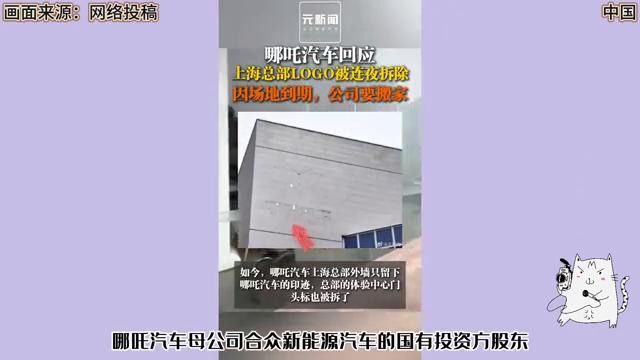 画面来源：网络投稿
中国
元新闻
哪吒汽车回应
上海总部LOGO被连夜拆除
因场地到期，公司要搬家
如今，哪吒汽车上海总部外墙只留下
哪吒汽车的印迹，总部的体验中心门
头标也被拆了
哪吒汽车母公司合众新能源汽车的国有投资方股东